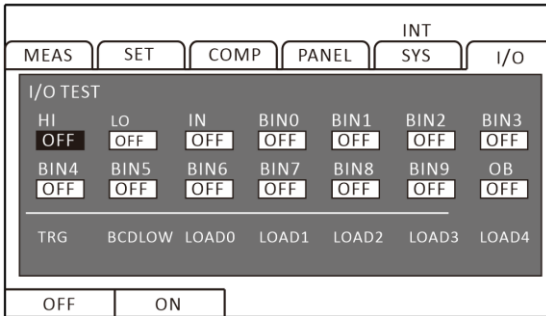 INT
MEAS SET COMP PANEL SYS I/O
I/O TEST
HI LO IN BIN0 BIN1 BIN2 BIN3
OFF OFF OFF OFF OFF OFF OFF
BIN4 BIN5 BIN6 BIN7 BIN8 BIN9 OB
OFF OFF OFF OFF OFF OFF OFF
TRG BCDLOW LOAD0 LOAD1 LOAD2 LOAD3 LOAD4
OFF ON